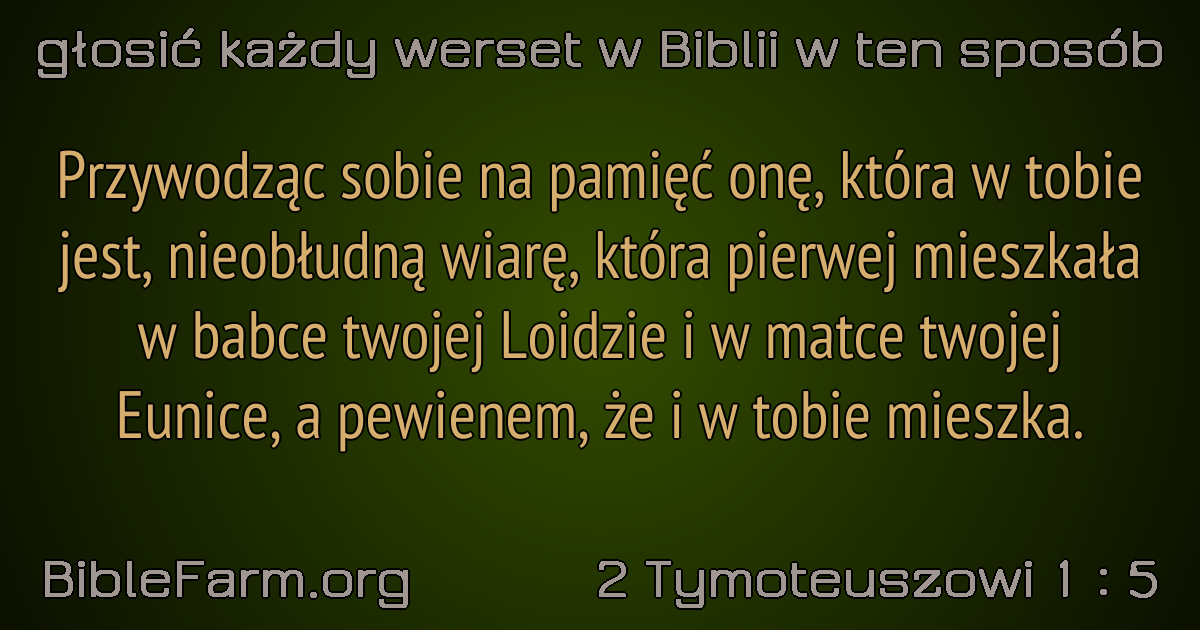 głosić każdy werset w Biblii w ten sposób
Przywodząc sobie na pamięć onę, która w tobie
jest, nieobłudną wiarę, która pierwej mieszkała
w babce twojej Loidzie i w matce twojej
Eunice, a pewienem, że i w tobie mieszka.
BibleFarm.org 2 Tymoteuszowi 1 : 5